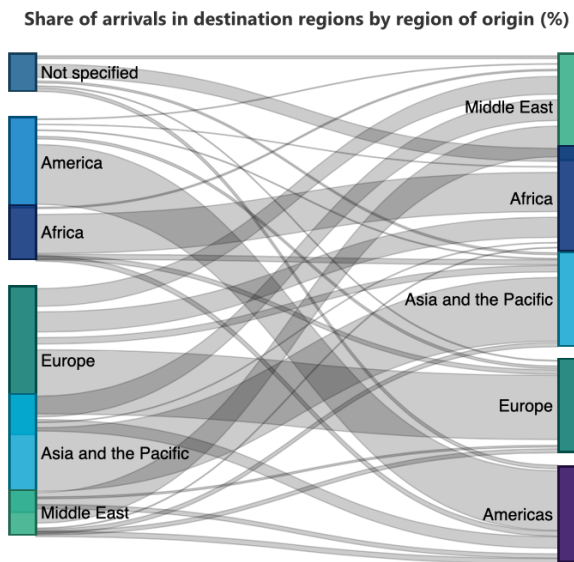 Share of arrivals in destination regions by region of origin (%)
Not specified
America
Africa
Europe
Asia and the Pacific
Middle East
Middle East
Africa
Asia and the Pacific
Europe
Americas